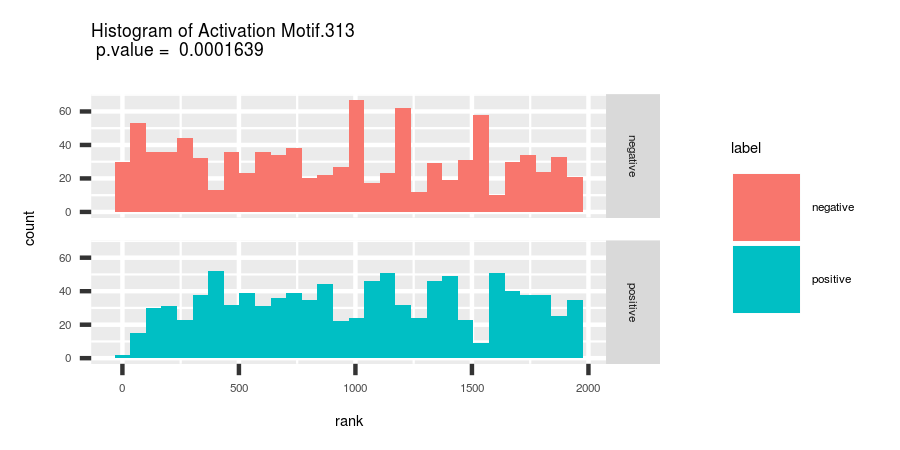 Histogram of Activation Motif.313
p.value =  0.0001639
count
60
40
20
0
negative
60
40
20
0
positive
0
500
1000
1500
2000
rank
label
negative
positive